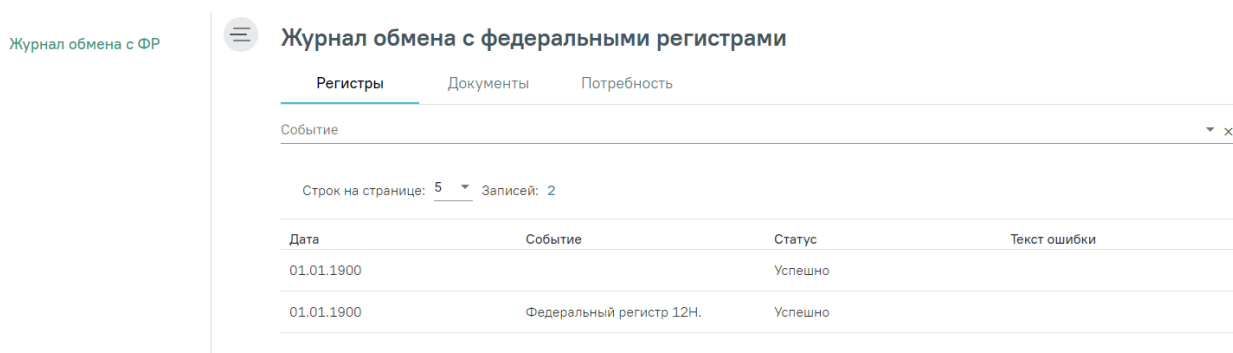 Журнал обмена с ФР
Журнал обмена с федеральными регистрами
Регистры Документы Потребность
Событие
Строк на странице: 5 Записей: 2
Дата Событие Статус Текст ошибки
01.01.1900 Успешно
01.01.1900 Федеральный регистр 12Н. Успешно